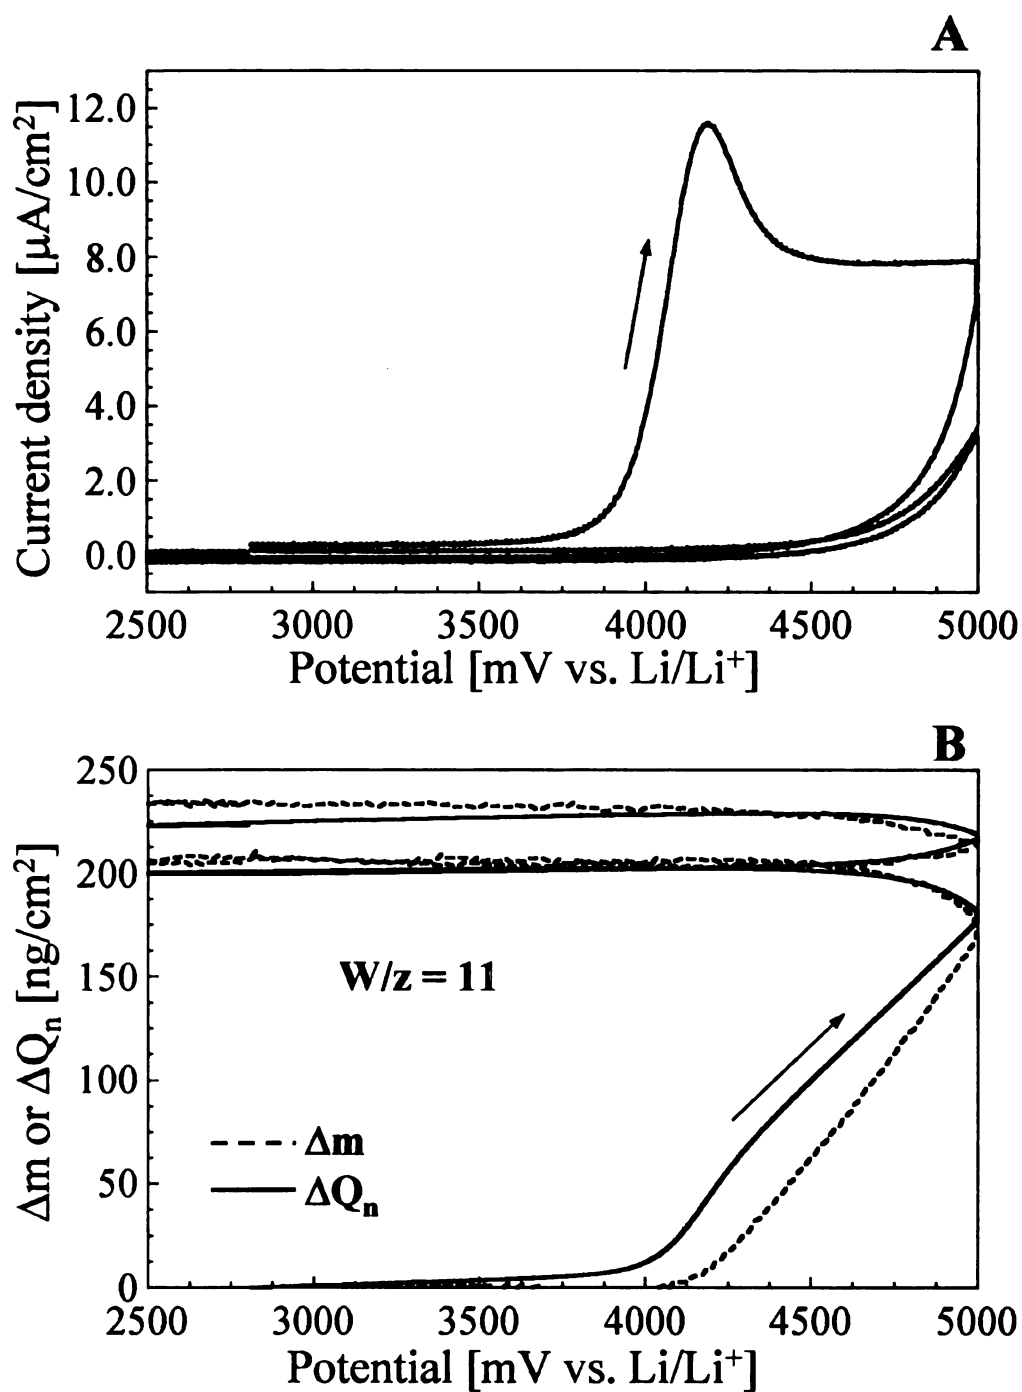 A
Current density [μA/cm²]
12.0
10.0
8.0
6.0
4.0
2.0
0.0
2500 3000 3500 4000 4500 5000
Potential [mV vs. Li/Li⁺]
B
Δm or ΔQₙ [ng/cm²]
250
200
150
100
50
0
W/z = 11
Δm
ΔQₙ
2500 3000 3500 4000 4500 5000
Potential [mV vs. Li/Li⁺]